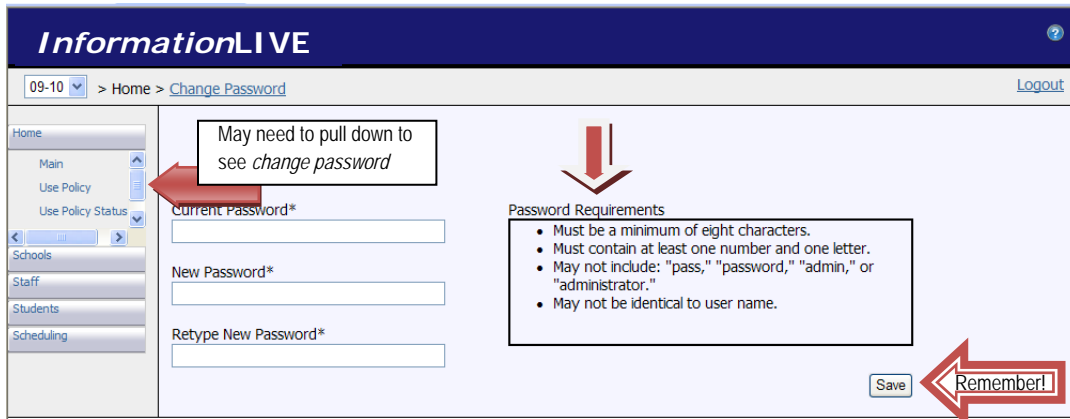 InformationLIVE
09-10 > Home > Change Password
Logout
Home
Main
Use Policy
Use Policy Status
Schools
Staff
Students
Scheduling
May need to pull down to
see change password
Current Password*
New Password*
Retype New Password*
Password Requirements
• Must be a minimum of eight characters.
• Must contain at least one number and one letter.
• May not include: "pass," "password," "admin," or
"administrator."
• May not be identical to user name.
Save
Remember!